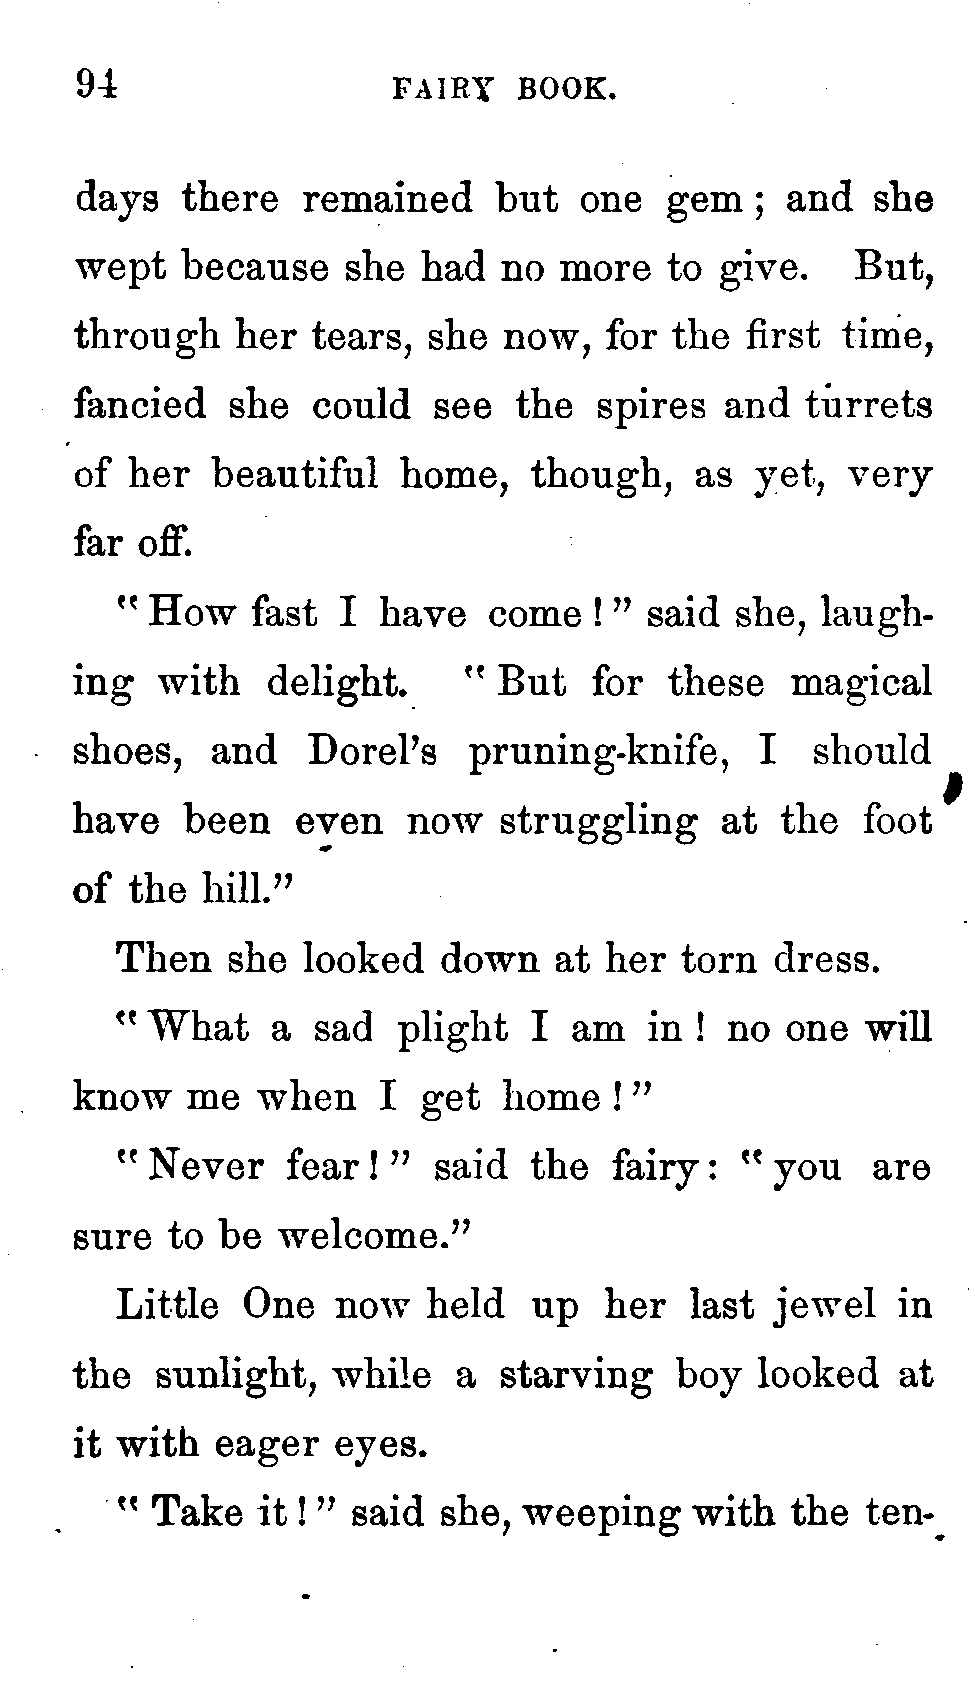 94 FAIRY BOOK.
days there remained but one gem; and she
wept because she had no more to give. But,
through her tears, she now, for the first time,
fancied she could see the spires and turrets
of her beautiful home, though, as yet, very
far off.
"How fast I have come!" said she, laugh-
ing with delight. "But for these magical
shoes, and Dorel's pruning-knife, I should
have been even now struggling at the foot
of the hill."
Then she looked down at her torn dress.
"What a sad plight I am in! no one will
know me when I get home!"
"Never fear!" said the fairy: "you are
sure to be welcome."
Little One now held up her last jewel in
the sunlight, while a starving boy looked at
it with eager eyes.
"Take it!" said she, weeping with the ten-